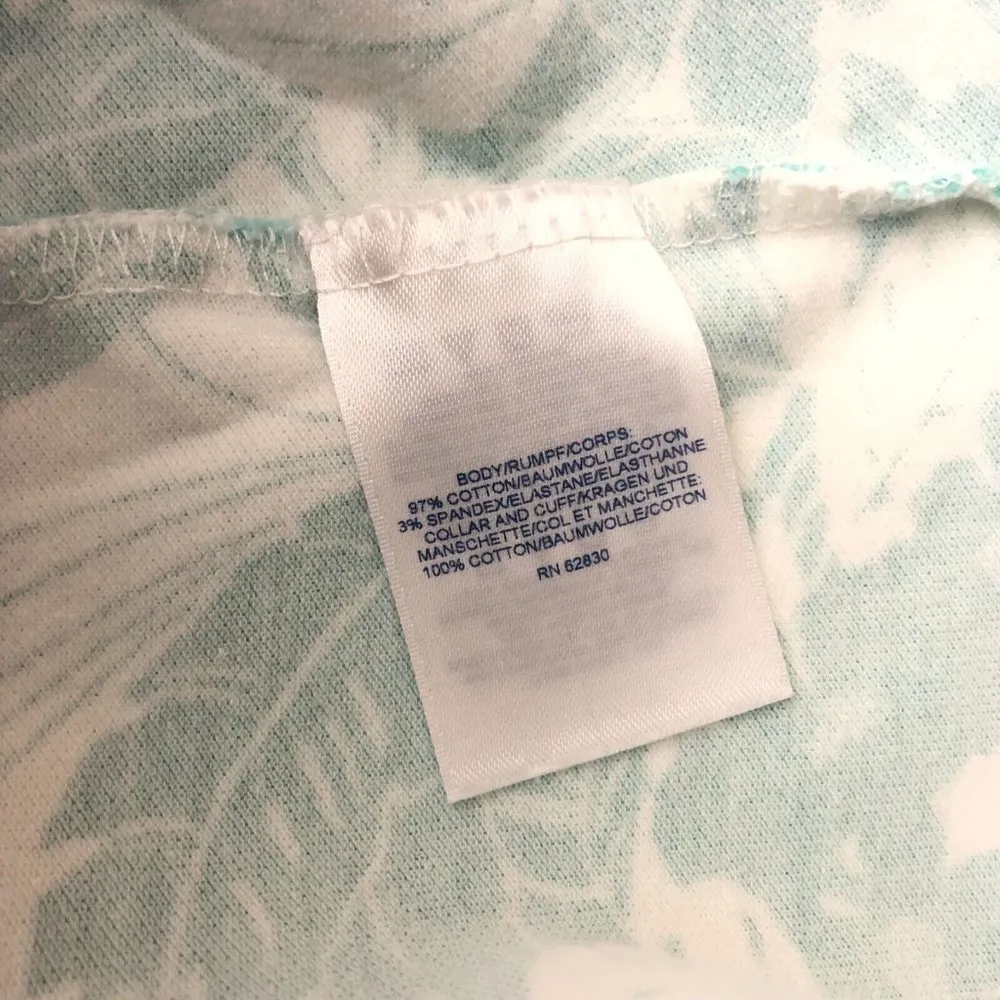 BODY/RUMPF/CORPS:
97% COTTON/BAUMWOLLE/COTON
3% SPANDEX/ELASTANE/ELASTHANNE
COLLAR AND CUFF/KRAGEN UND
MANSCHETTE/COL ET MANCHETTE:
100% COTTON/BAUMWOLLE/COTON
RN 62830